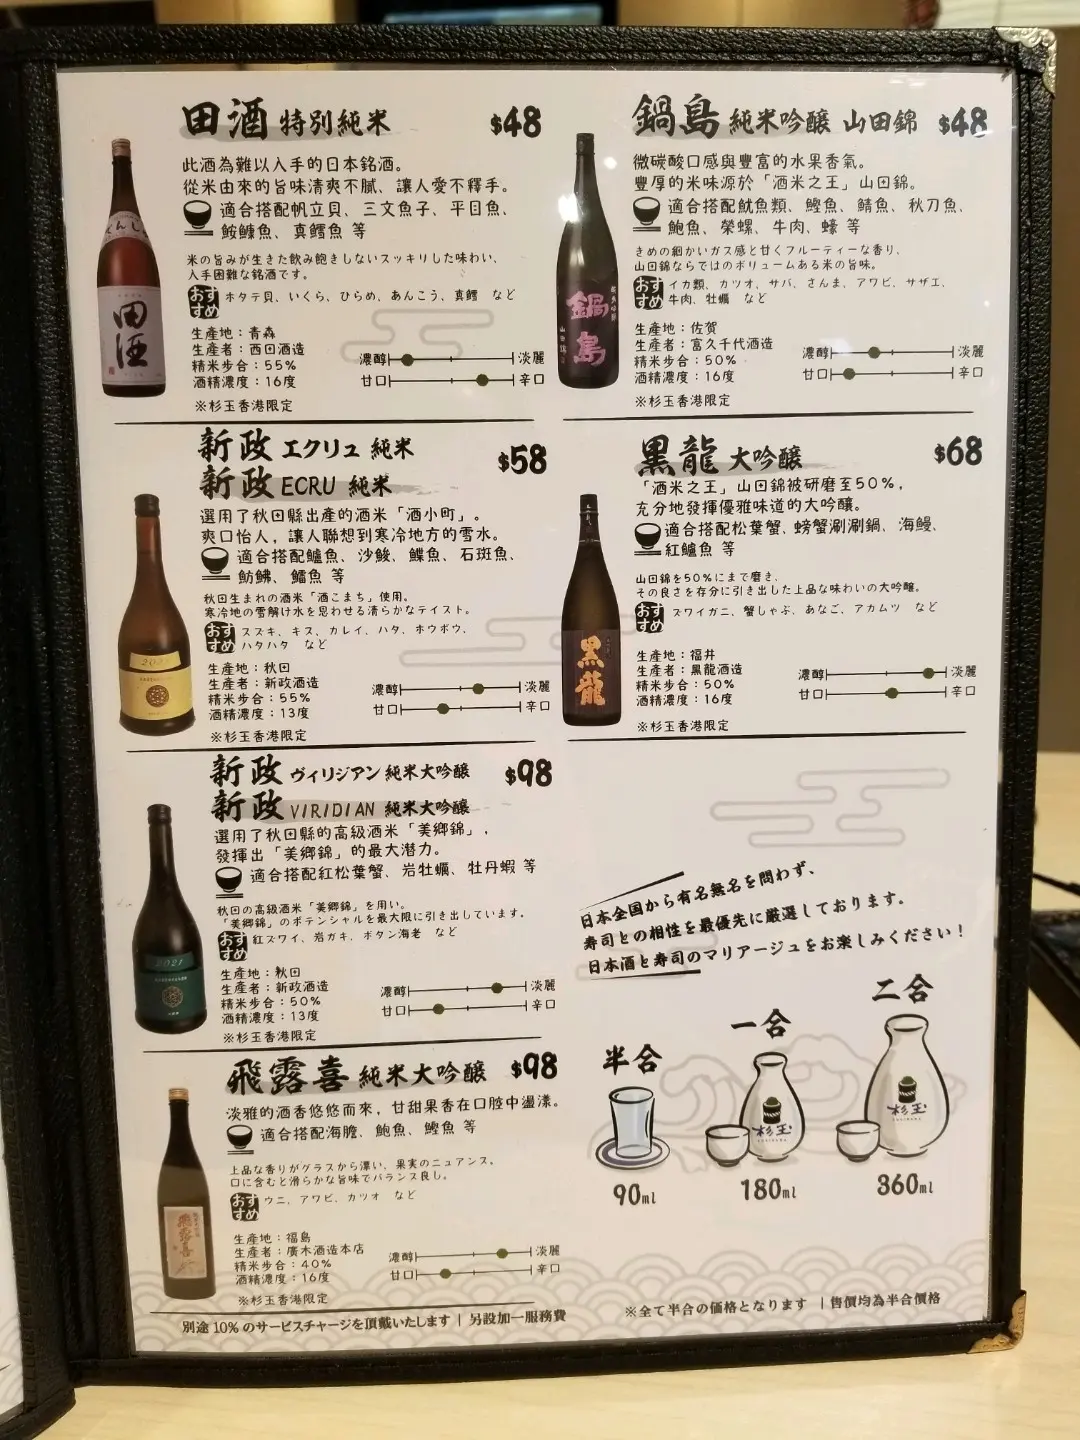 田酒 特別純米 $48
此酒為難以入手的日本銘酒。
從米由來的旨味清爽不膩、讓人愛不釋手。
適合搭配帆立貝、三文魚子、平目魚、
鮟鱇魚、真鱈魚 等
米の旨みが生きた飲み飽きしないスッキリした味わい、
入手困難な銘酒です。
おすすめ ホタテ貝、いくら、ひらめ、あんこう、真鱈 など
生產地：青森
生產者：西田酒造
精米步合：55%
酒精濃度：16度
濃醇 淡麗
甘口 辛口
※杉玉香港限定
新政 エクリュ 純米 $58
新政 ECRU 純米
選用了秋田縣出產的酒米「酒小町」。
爽口怡人，讓人聯想到寒冷地方的雪水。
適合搭配鱸魚、沙鮻、鰈魚、石斑魚、
魴鮄、鱩魚 等
秋田生まれの酒米「酒こまち」使用。
寒冷地の雪解け水を思わせる清らかなテイスト。
おすすめ スズキ、キス、カレイ、ハタ、ホウボウ、
ハタハタ など
生產地：秋田
生產者：新政酒造
精米步合：55%
酒精濃度：13度
濃醇 淡麗
甘口 辛口
※杉玉香港限定
新政 ヴィリジアン 純米大吟醸 $98
新政 VIRIDIAN 純米大吟醸
選用了秋田縣的高級酒米「美鄉錦」，
發揮出「美鄉錦」的最大潛力。
適合搭配紅松葉蟹、岩牡蠣、牡丹蝦 等
秋田の高級酒米「美郷錦」を用い、
「美郷錦」のポテンシャルを最大限に引き出しています。
おすすめ 紅ズワイ、岩ガキ、ボタン海老 など
2021
生產地：秋田
生產者：新政酒造
精米步合：50%
酒精濃度：13度
濃醇 淡麗
甘口 辛口
※杉玉香港限定
飛露喜 純米大吟醸 $98
淡雅的酒香悠悠而來，甘甜果香在口腔中盪漾。
適合搭配海膽、鮑魚、鰹魚 等
上品な香りがグラスから漂い、果実のニュアンス。
口に含むと滑らかな旨味でバランス良し。
おすすめ ウニ、アワビ、カツオ など
飛露喜
生產地：福島
生產者：廣木酒造本店
精米步合：40%
酒精濃度：16度
濃醇 淡麗
甘口 辛口
※杉玉香港限定
別途 10% のサービスチャージを頂戴いたします | 另設加一服務費
鍋島 純米吟醸 山田錦 $48
微碳酸口感與豐富的水果香氣。
豐厚的米味源於「酒米之王」山田錦。
適合搭配魷魚類、鰹魚、鯖魚、秋刀魚、
鮑魚、榮螺、牛肉、蠔 等
きめの細かいガス感と甘くフルーティーな香り、
山田錦ならではのボリュームある米の旨味。
おすすめ イカ類、カツオ、サバ、さんま、アワビ、サザエ、
牛肉、牡蠣 など
鍋島
生產地：佐賀
生產者：富久千代酒造
精米步合：50%
酒精濃度：16度
濃醇 淡麗
甘口 辛口
※杉玉香港限定
黒龍 大吟醸 $68
「酒米之王」山田錦被研磨至50%，
充分地發揮優雅味道的大吟釀。
適合搭配松葉蟹、螃蟹涮涮鍋、海鰻、
紅鱸魚 等
山田錦を50%にまで磨き、
その良さを存分に引き出した上品な味わいの大吟醸。
おすすめ ズワイガニ、蟹しゃぶ、あなご、アカムツ など
黒龍
生產地：福井
生產者：黑龍酒造
精米步合：50%
酒精濃度：16度
濃醇 淡麗
甘口 辛口
※杉玉香港限定
日本全国から有名無名を問わず、
寿司との相性を最優先に厳選しております。
日本酒と寿司のマリアージュをお楽しみください！
半合 一合 二合
杉玉 杉玉
90ml 180ml 360ml
※全て半合の価格となります | 售價均為半合價格